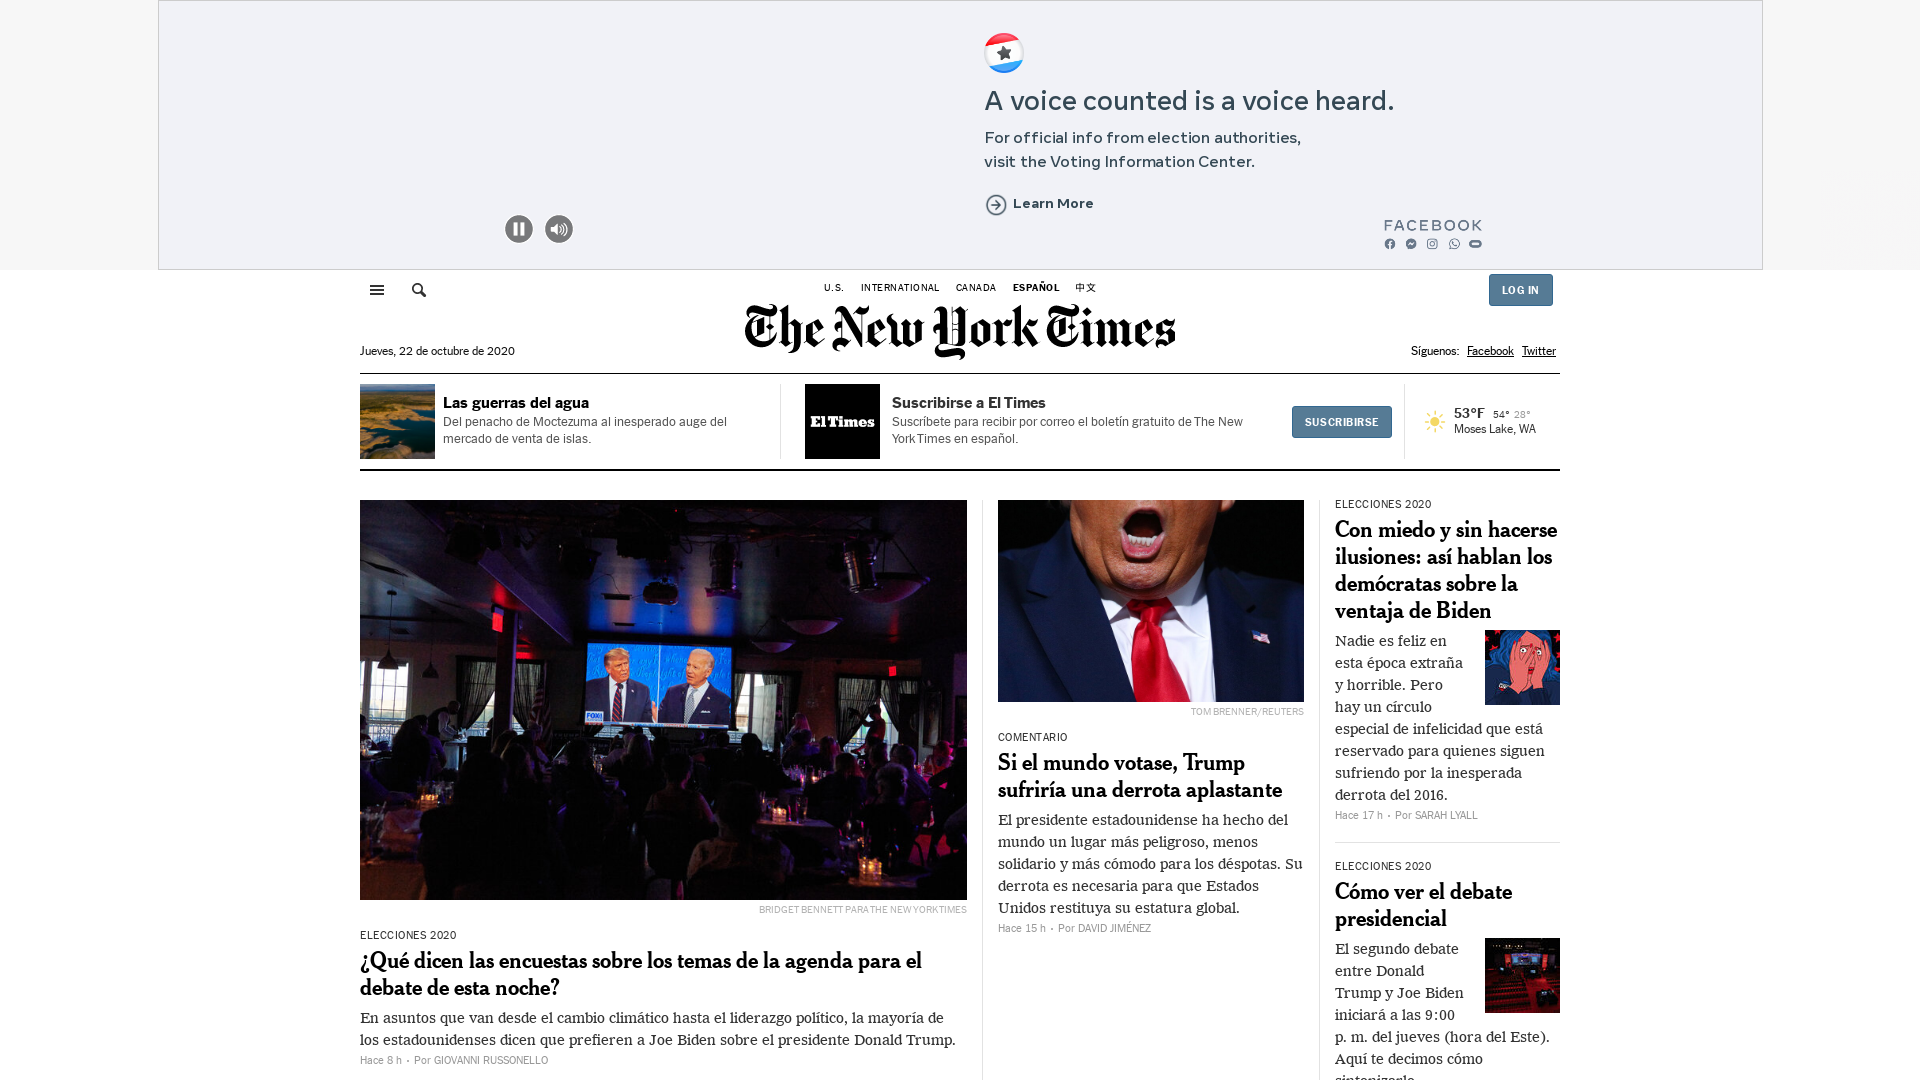 A voice counted is a voice heard.
For official info from election authorities,
visit the Voting Information Center.
Learn More
FACEBOOK
U.S. INTERNATIONAL CANADA ESPAÑOL 中文
LOG IN
The New York Times
Jueves, 22 de octubre de 2020
Síguenos: Facebook Twitter
Las guerras del agua
Del penacho de Moctezuma al inesperado auge del
mercado de venta de islas.
El Times
Suscribirse a El Times
Suscríbete para recibir por correo el boletín gratuito de The New
York Times en español.
SUSCRIBIRSE
53°F 54° 28°
Moses Lake, WA
BRIDGET BENNETT PARA THE NEW YORK TIMES
ELECCIONES 2020
¿Qué dicen las encuestas sobre los temas de la agenda para el
debate de esta noche?
En asuntos que van desde el cambio climático hasta el liderazgo político, la mayoría de
los estadounidenses dicen que prefieren a Joe Biden sobre el presidente Donald Trump.
Hace 8 h • Por GIOVANNI RUSSONELLO
TOM BRENNER/REUTERS
COMENTARIO
Si el mundo votase, Trump
sufriría una derrota aplastante
El presidente estadounidense ha hecho del
mundo un lugar más peligroso, menos
solidario y más cómodo para los déspotas. Su
derrota es necesaria para que Estados
Unidos restituya su estatura global.
Hace 15 h • Por DAVID JIMÉNEZ
ELECCIONES 2020
Con miedo y sin hacerse
ilusiones: así hablan los
demócratas sobre la
ventaja de Biden
Nadie es feliz en
esta época extraña
y horrible. Pero
hay un círculo
especial de infelicidad que está
reservado para quienes siguen
sufriendo por la inesperada
derrota del 2016.
Hace 17 h • Por SARAH LYALL
ELECCIONES 2020
Cómo ver el debate
presidencial
El segundo debate
entre Donald
Trump y Joe Biden
iniciará a las 9:00
p. m. del jueves (hora del Este).
Aquí te decimos cómo